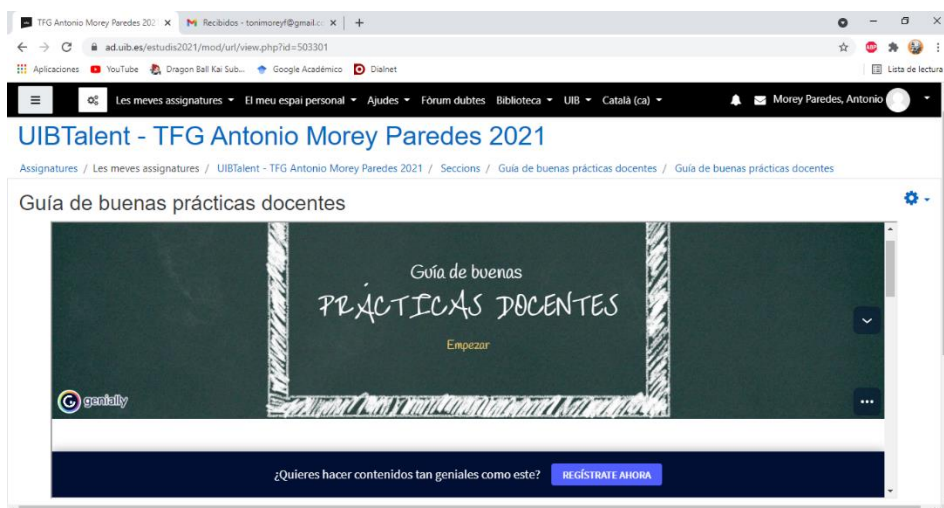 TFG Antonio Morey Paredes 202
Recibidos - tonimoreyf@gmail.c
ad.uib.es/estudis2021/mod/url/view.php?id=503301
Aplicaciones YouTube Dragon Ball Kai Sub... Google Académico Dialnet Lista de lectura
Les meves assignatures El meu espai personal Ajudes Fòrum dubtes Biblioteca UIB Català (ca) Morey Paredes, Antonio
UIBTalent - TFG Antonio Morey Paredes 2021
Assignatures / Les meves assignatures / UIBTalent - TFG Antonio Morey Paredes 2021 / Seccions / Guía de buenas prácticas docentes / Guía de buenas prácticas docentes
Guía de buenas prácticas docentes
Guía de buenas
PRÁCTICAS DOCENTES
Empezar
genially
¿Quieres hacer contenidos tan geniales como este? REGÍSTRATE AHORA